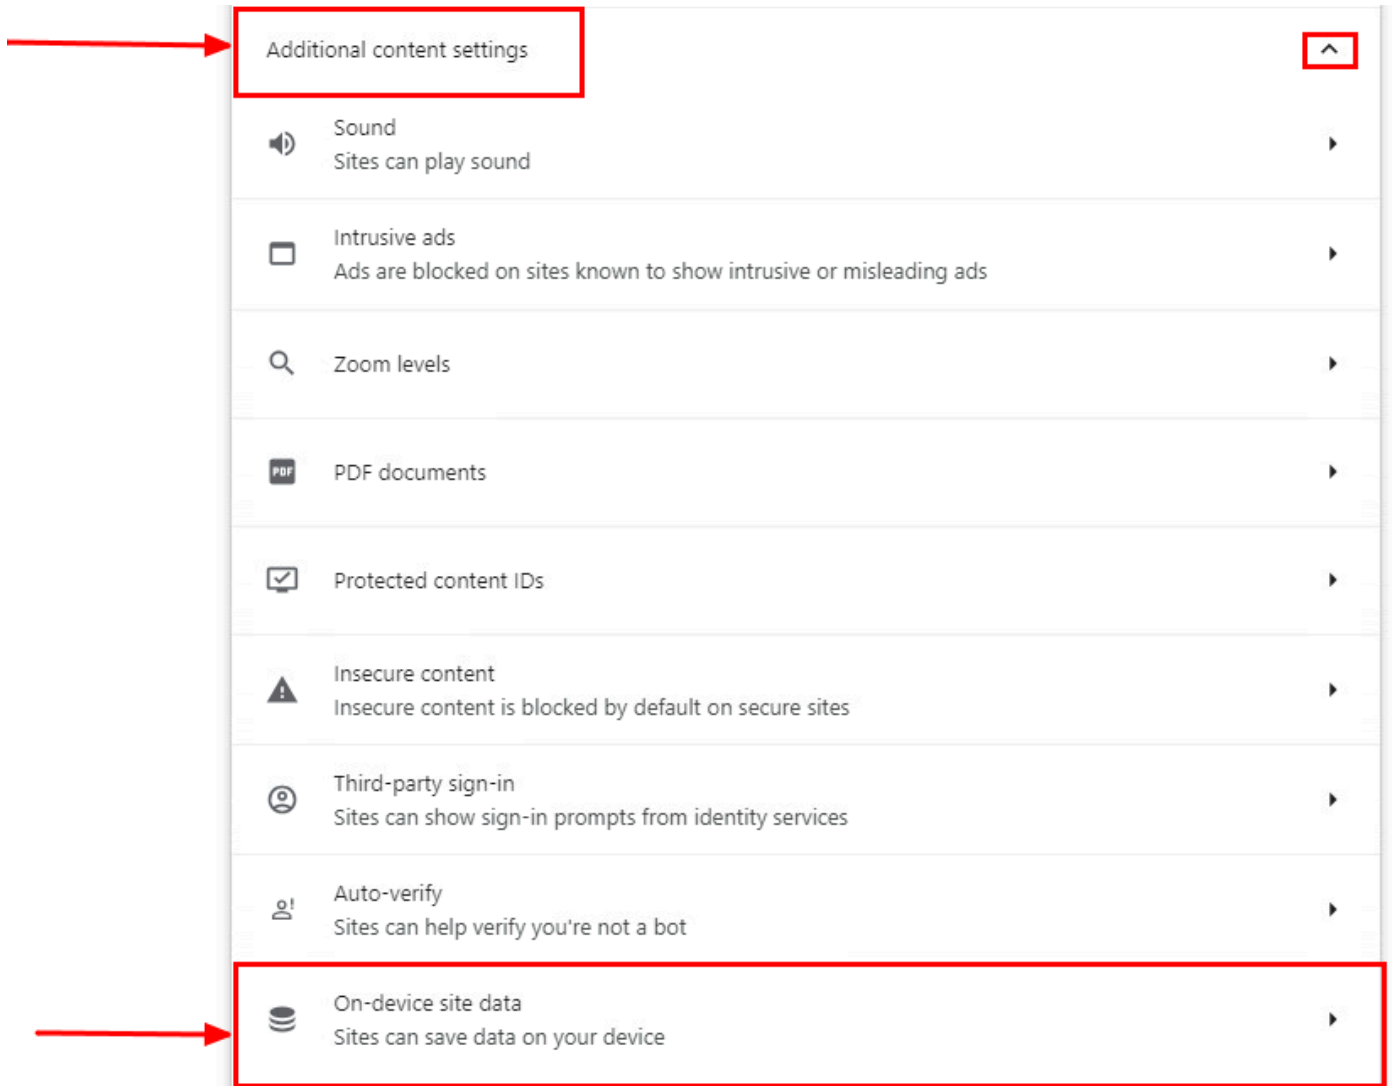 Additional content settings
Sound
Sites can play sound
Intrusive ads
Ads are blocked on sites known to show intrusive or misleading ads
Zoom levels
PDF
PDF documents
Protected content IDs
Insecure content
Insecure content is blocked by default on secure sites
Third-party sign-in
Sites can show sign-in prompts from identity services
Auto-verify
Sites can help verify you're not a bot
On-device site data
Sites can save data on your device